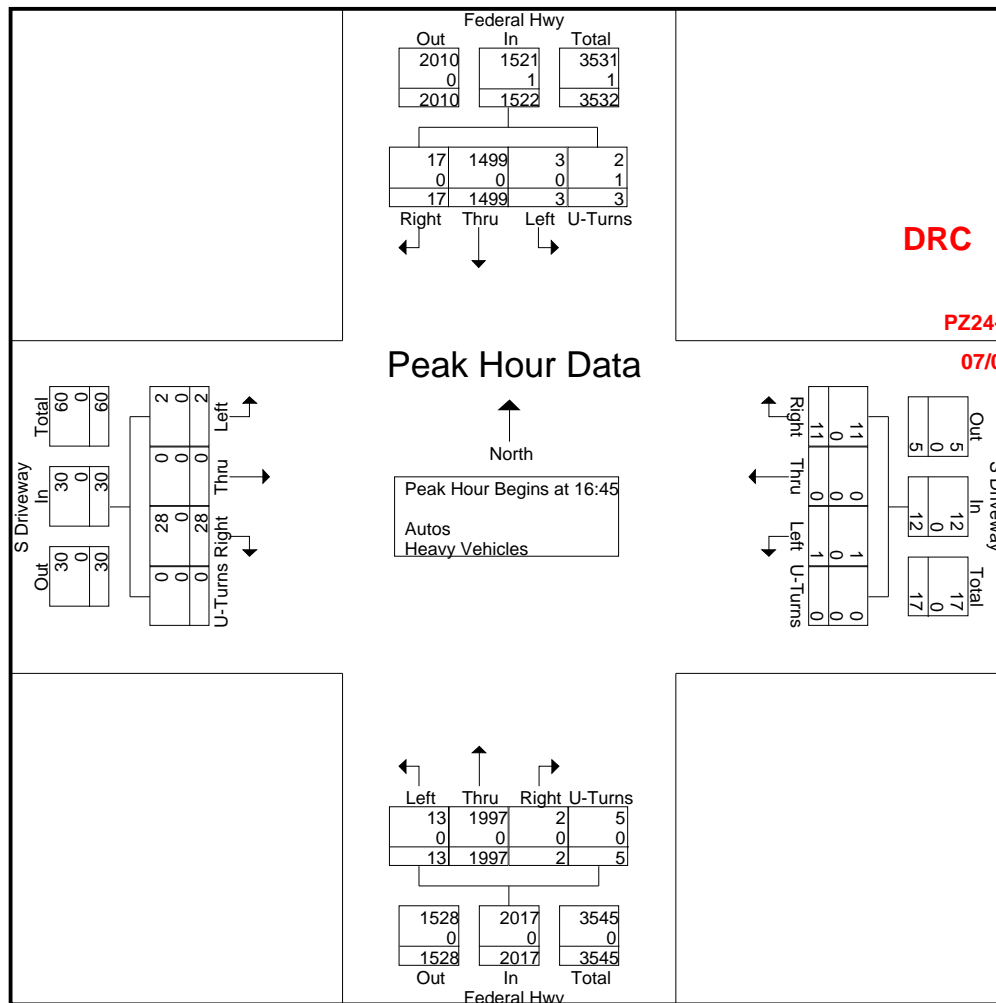 Federal Hwy
Out In Total
2010 1521 3531
0 1 1
2010 1522 3532
17 1499 3 2
0 0 0 1
17 1499 3 3
Right Thru Left U-Turns
DRC
PZ24-
07/0
Peak Hour Data
North
Peak Hour Begins at 16:45
Autos
Heavy Vehicles
S Driveway
Out In Total
30 30 60
0 0 0
30 30 60
U-Turns Right Thru Left
0 28 0 2
0 0 0 0
0 28 0 2
S Driveway
Out In Total
5 12 17
0 0 0
5 12 17
11 0 1 0
0 0 0 0
11 0 1 0
Right Thru Left U-Turns
Left Thru Right U-Turns
13 1997 2 5
0 0 0 0
13 1997 2 5
1528 2017 3545
0 0 0
1528 2017 3545
Out In Total
Federal Hwy